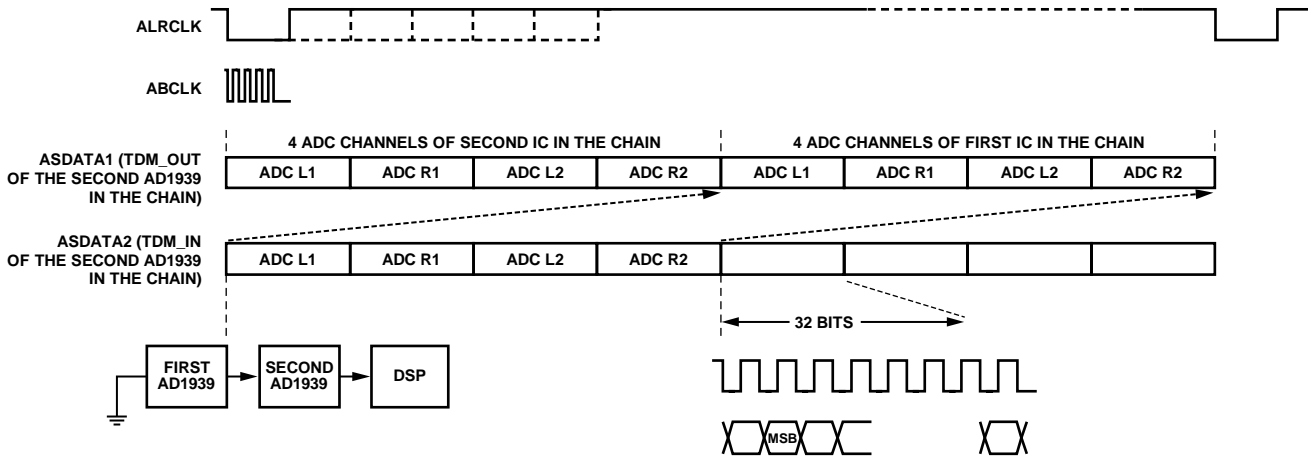 ALRCLK
ABCLK
4 ADC CHANNELS OF SECOND IC IN THE CHAIN
4 ADC CHANNELS OF FIRST IC IN THE CHAIN
ASDATA1 (TDM_OUT
OF THE SECOND AD1939
IN THE CHAIN)
ADC L1
ADC R1
ADC L2
ADC R2
ADC L1
ADC R1
ADC L2
ADC R2
ASDATA2 (TDM_IN
OF THE SECOND AD1939
IN THE CHAIN)
ADC L1
ADC R1
ADC L2
ADC R2
32 BITS
FIRST
AD1939
SECOND
AD1939
DSP
MSB